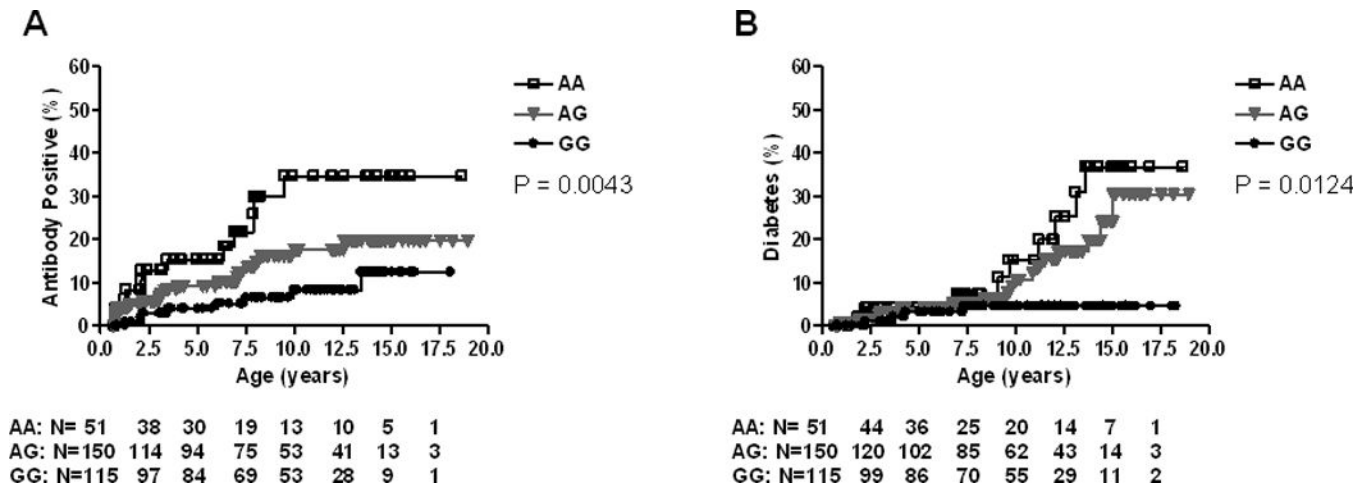 A
60
50
40
30
20
10
0
Antibody Positive (%)
0.0 2.5 5.0 7.5 10.0 12.5 15.0 17.5 20.0
Age (years)
AA
AG
GG
P = 0.0043
AA: N= 51 38 30 19 13 10 5 1
AG: N=150 114 94 75 53 41 13 3
GG: N=115 97 84 69 53 28 9 1
B
60
50
40
30
20
10
0
Diabetes (%)
0.0 2.5 5.0 7.5 10.0 12.5 15.0 17.5 20.0
Age (years)
AA
AG
GG
P = 0.0124
AA: N= 51 44 36 25 20 14 7 1
AG: N=150 120 102 85 62 43 14 3
GG: N=115 99 86 70 55 29 11 2